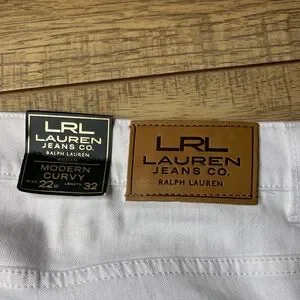 LRL
LAUREN
JEANS CO.
RALPH LAUREN
MODERN
CURVY
SIZE 22W LENGTH 32
LRL
LAUREN
JEANS CO.
RALPH LAUREN